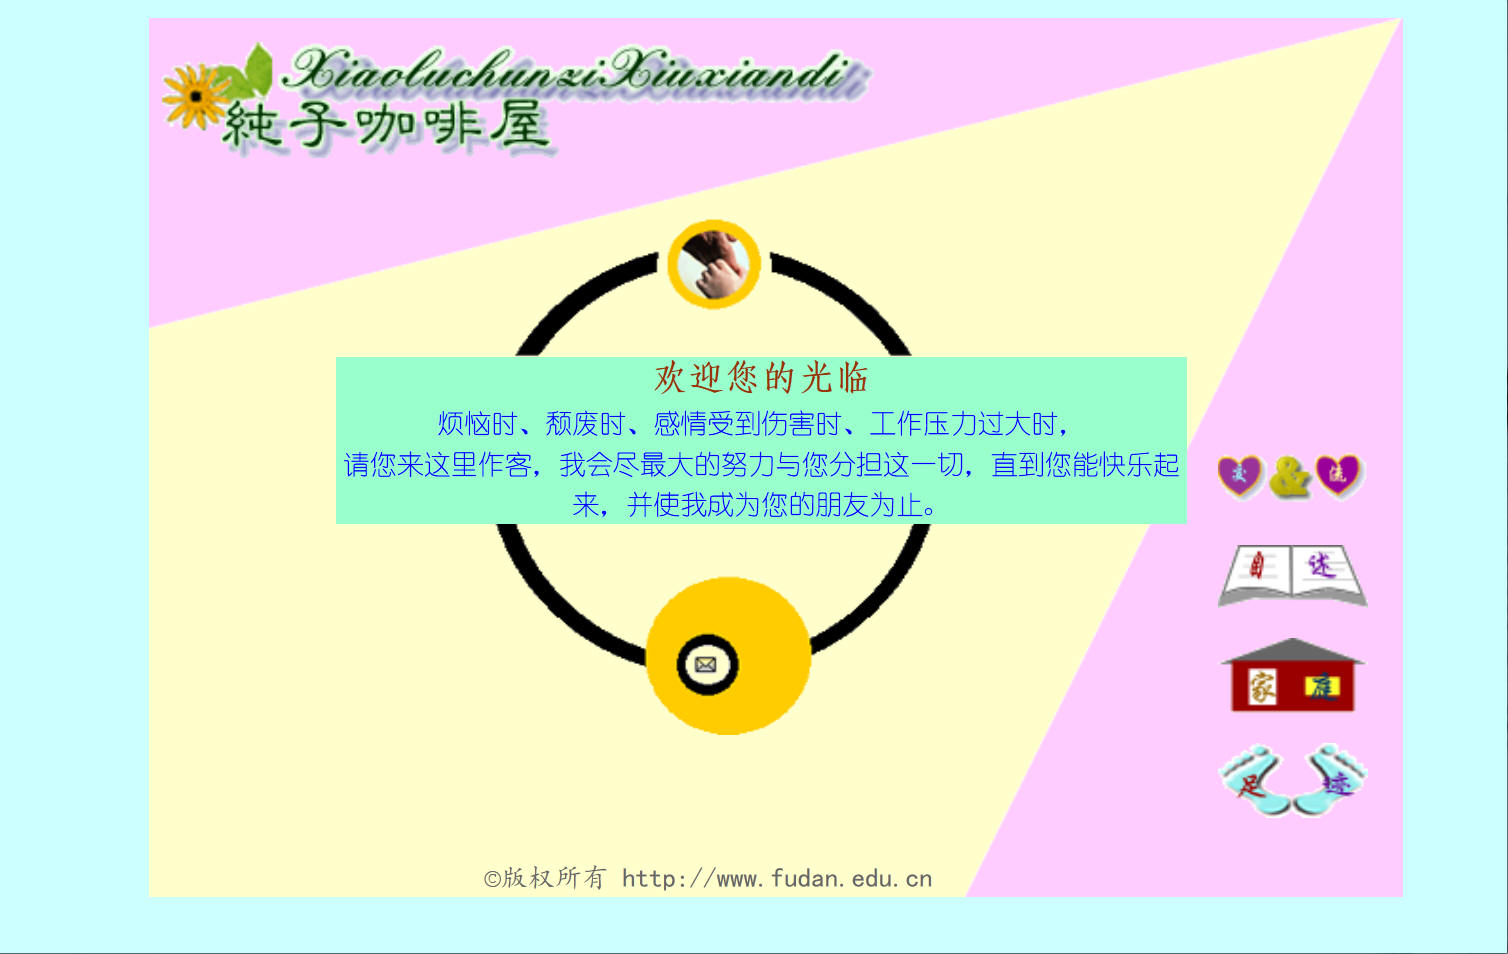 XiaoluchunziXiuxiandi
純子咖啡屋
欢迎您的光临
烦恼时、颓废时、感情受到伤害时、工作压力过大时，
请您来这里作客，我会尽最大的努力与您分担这一切，直到您能快乐起
来，并使我成为您的朋友为止。
交&流
自述
家庭
足迹
©版权所有 http://www.fudan.edu.cn